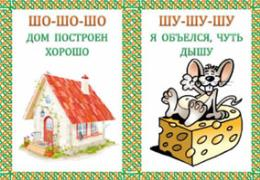 ШО-ШО-ШО
ДОМ ПОСТРОЕН
ХОРОШО
ШУ-ШУ-ШУ
Я ОБЪЕЛСЯ, ЧУТЬ
ДЫШУ